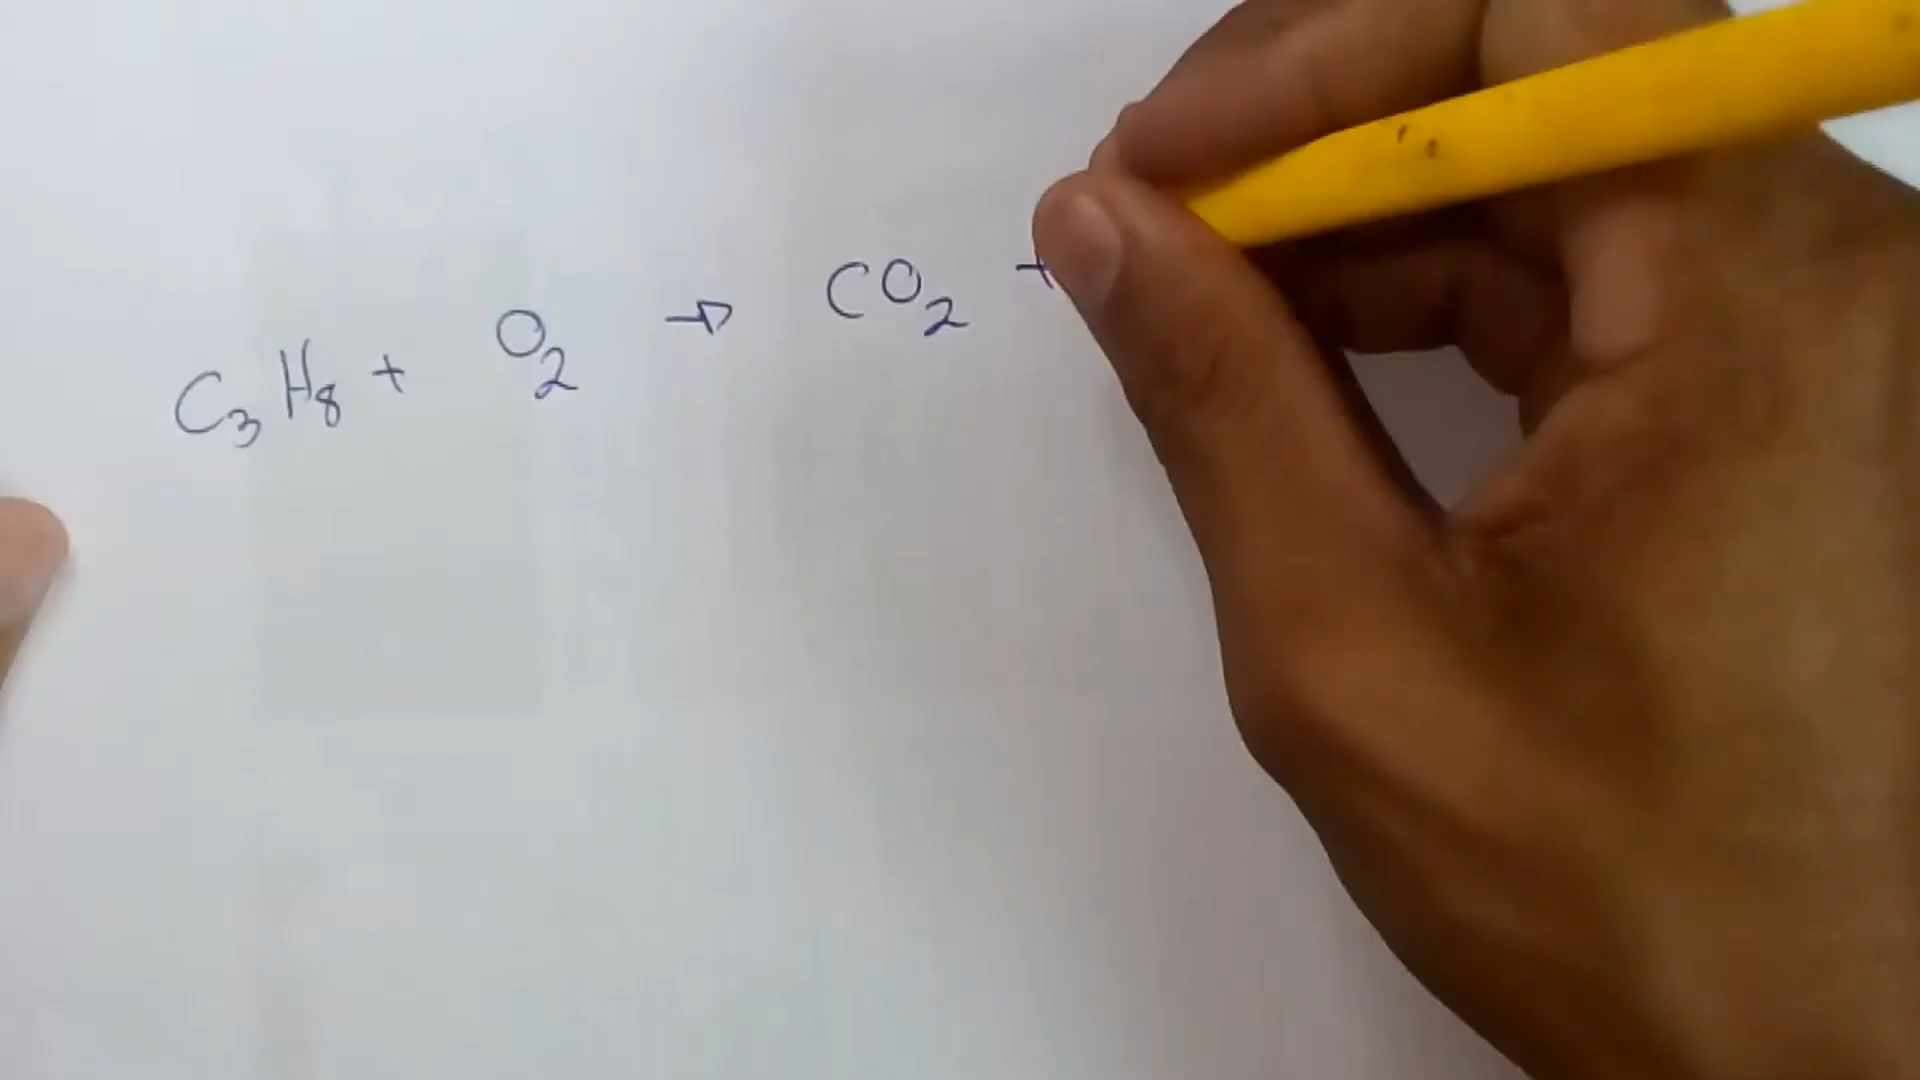 C₃H₈ + O₂ → CO₂ +